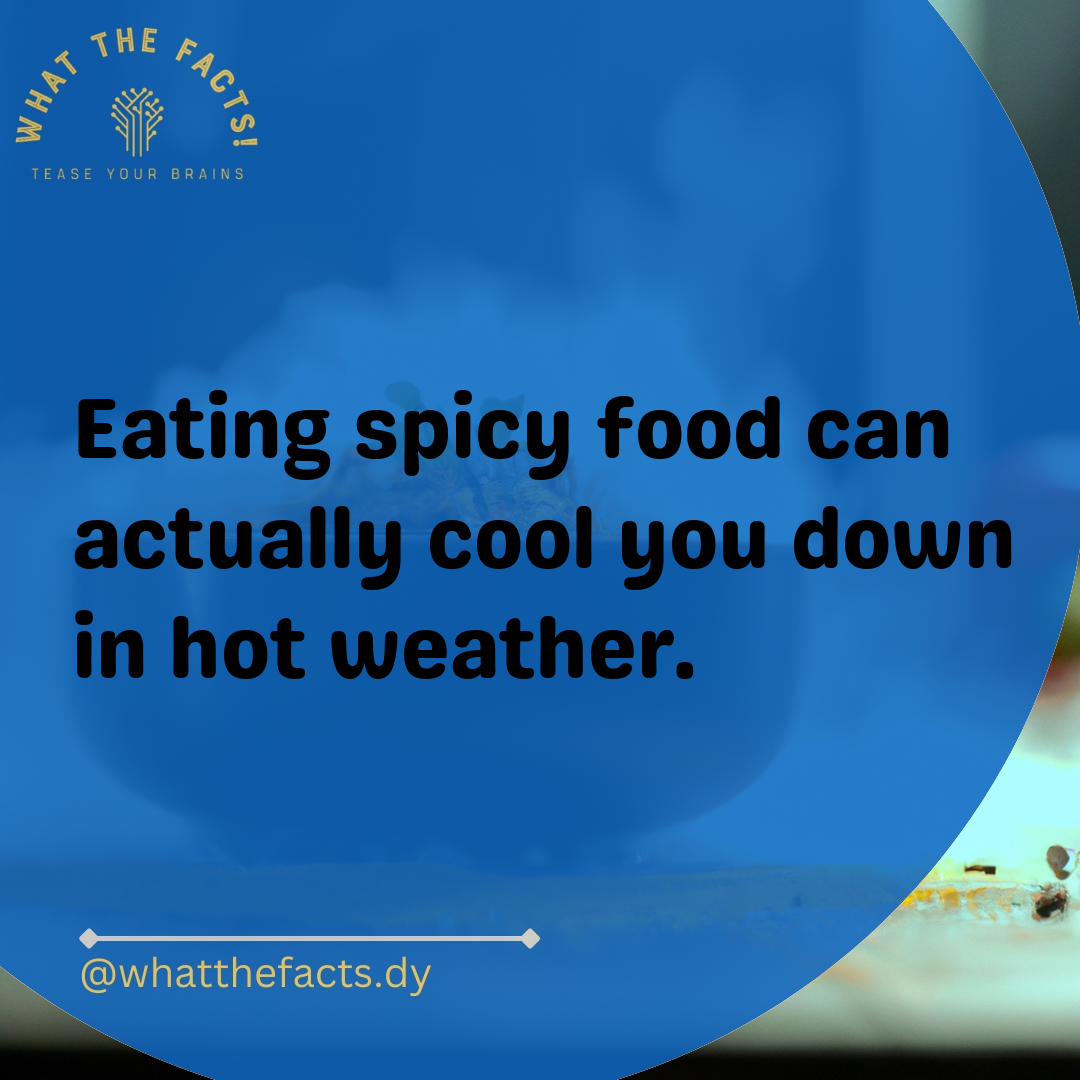 WHAT THE FACTS!
TEASE YOUR BRAINS
Eating spicy food can
actually cool you down
in hot weather.
@whatthefacts.dy